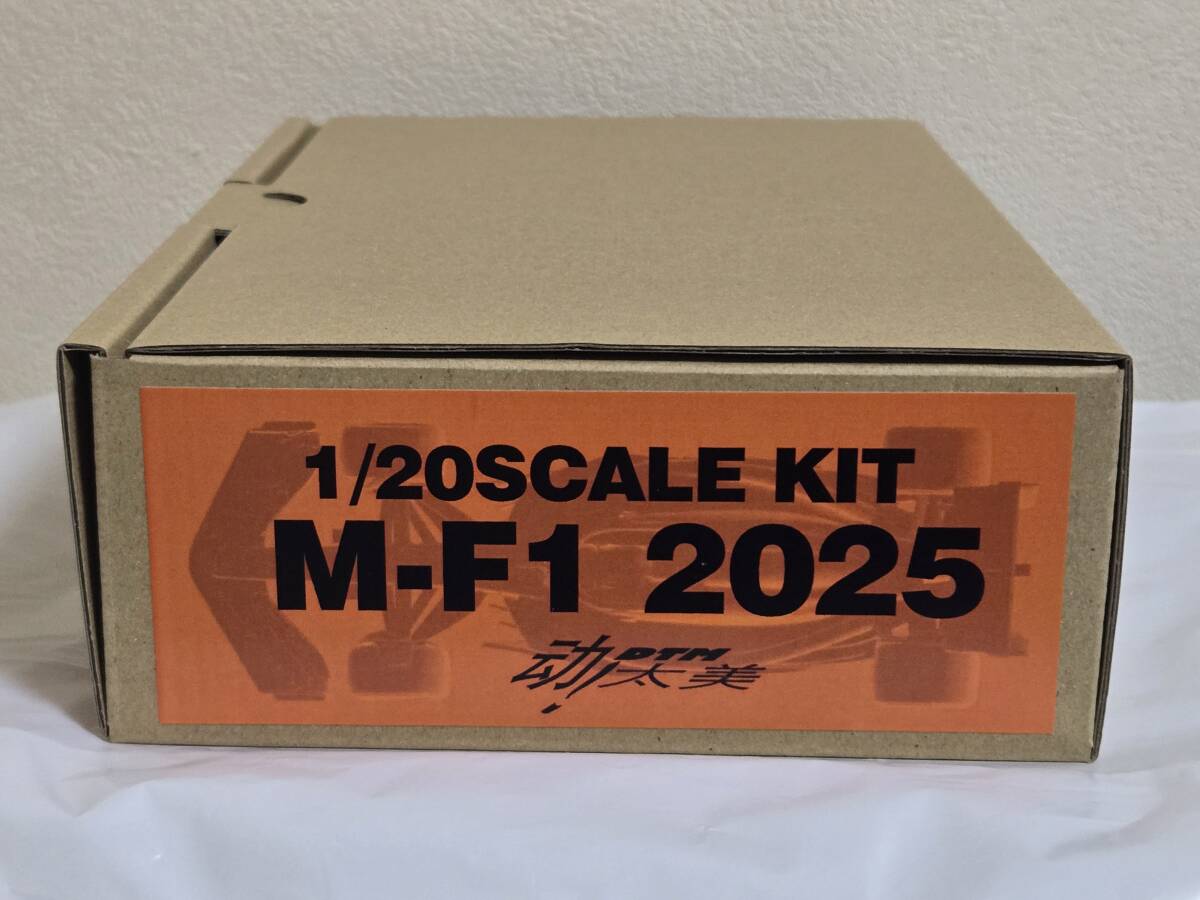 1/20SCALE KIT
M-F1 2025
DTM
动太美